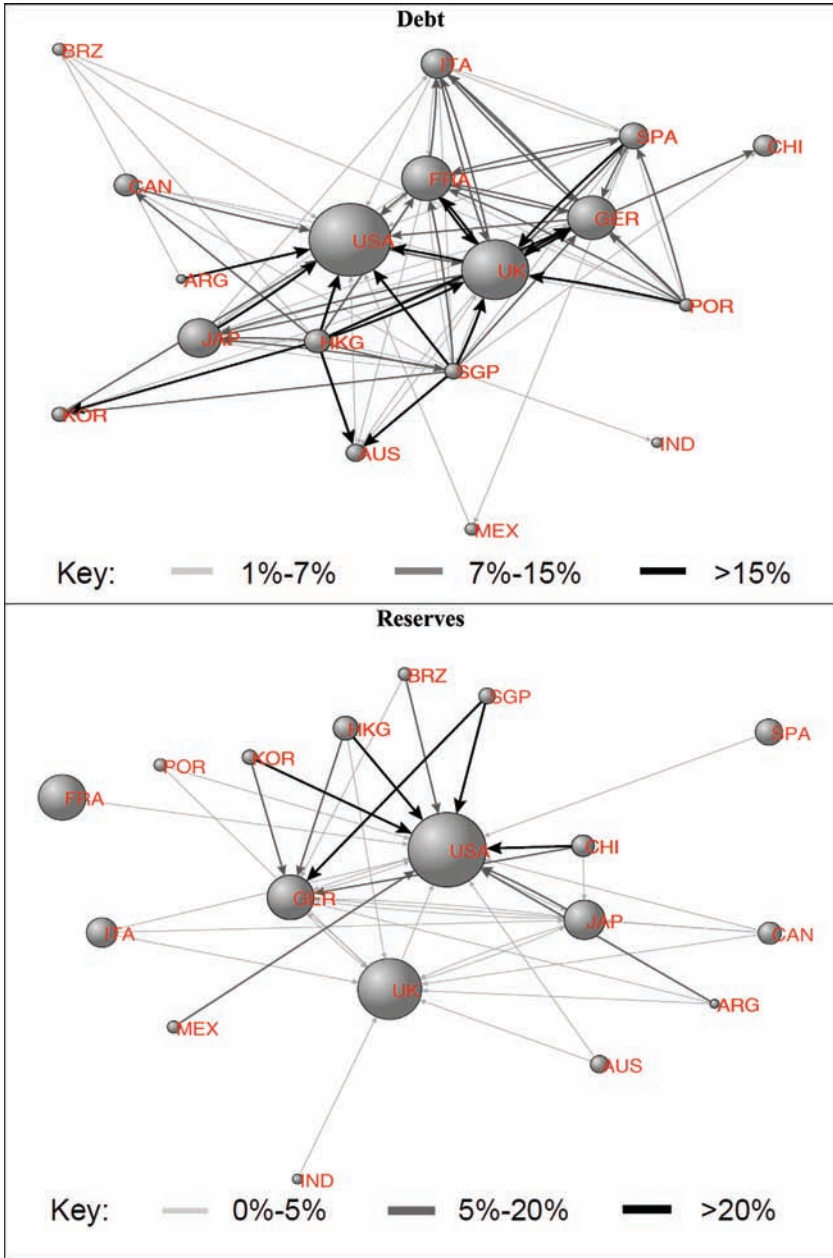 Debt
BRZ
ITA
SPA
CHI
CAN
FRA
GER
USA
UK
ARG
POR
JAP
HKG
SGP
KOR
IND
AUS
MEX
Key: 1%-7% 7%-15% >15%
Reserves
BRZ
SGP
HKG
SPA
KOR
POR
FRA
USA
CHI
GER
JAP
ITA
CAN
UK
ARG
MEX
AUS
IND
Key: 0%-5% 5%-20% >20%